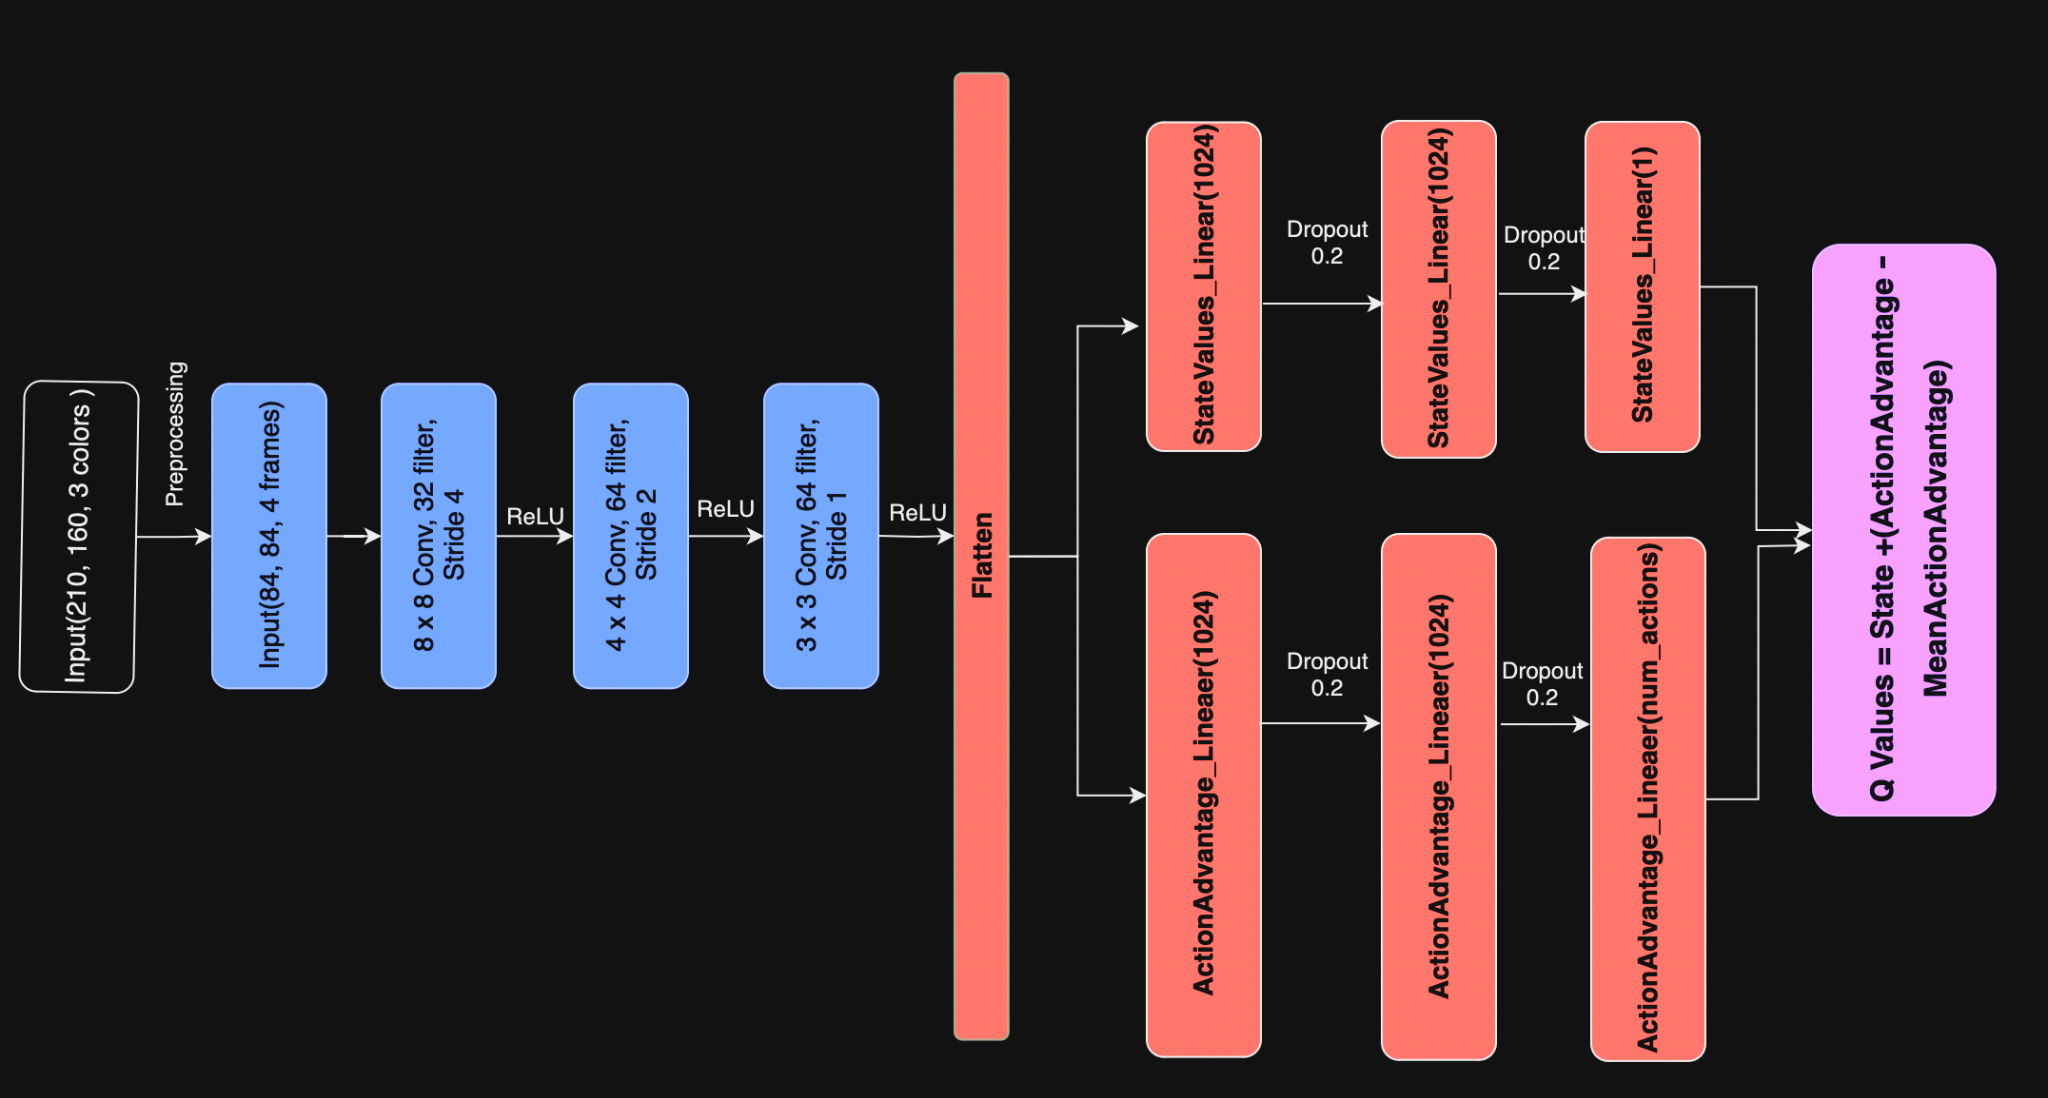 Input(210, 160, 3 colors )
Preprocessing
Input(84, 84, 4 frames)
8 x 8 Conv, 32 filter,
Stride 4
ReLU
4 x 4 Conv, 64 filter,
Stride 2
ReLU
3 x 3 Conv, 64 filter,
Stride 1
ReLU
Flatten
StateValues_Linear(1024)
Dropout
0.2
StateValues_Linear(1024)
Dropout
0.2
StateValues_Linear(1)
ActionAdvantage_Lineaer(1024)
Dropout
0.2
ActionAdvantage_Lineaer(1024)
Dropout
0.2
ActionAdvantage_Lineaer(num_actions)
Q Values = State +(ActionAdvantage -
MeanActionAdvantage)